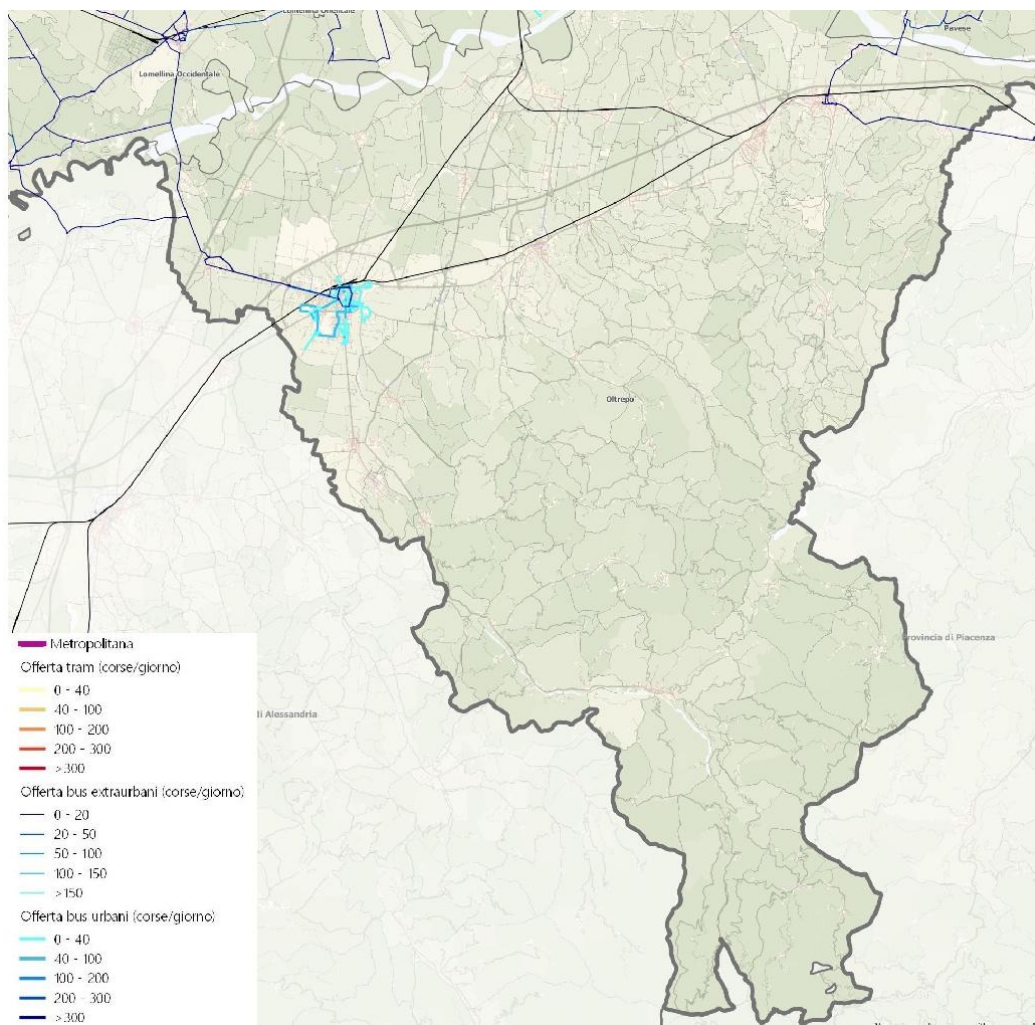 Lomellina Orientale
Pavese
Lomellina Occidentale
Oltrepo
Provincia di Piacenza
di Alessandria
Metropolitana
Offerta tram (corse/giorno)
0 - 40
40 - 100
100 - 200
200 - 300
>300
Offerta bus extraurbani (corse/giorno)
0 - 20
20 - 50
50 - 100
100 - 150
>150
Offerta bus urbani (corse/giorno)
0 - 40
40 - 100
100 - 200
200 - 300
>300